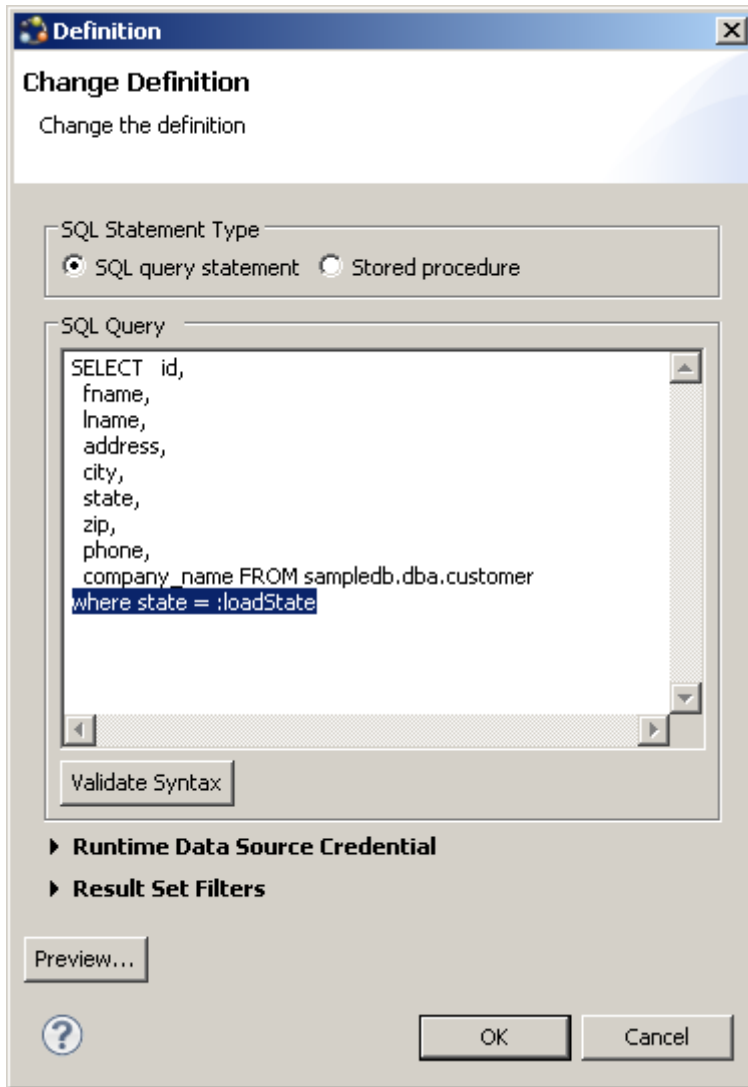 Definition
Change Definition
Change the definition
SQL Statement Type
SQL query statement Stored procedure
SQL Query
SELECT id,
fname,
lname,
address,
city,
state,
zip,
phone,
company_name FROM sampledb.dba.customer
where state = :loadState
Validate Syntax
Runtime Data Source Credential
Result Set Filters
Preview...
? OK Cancel